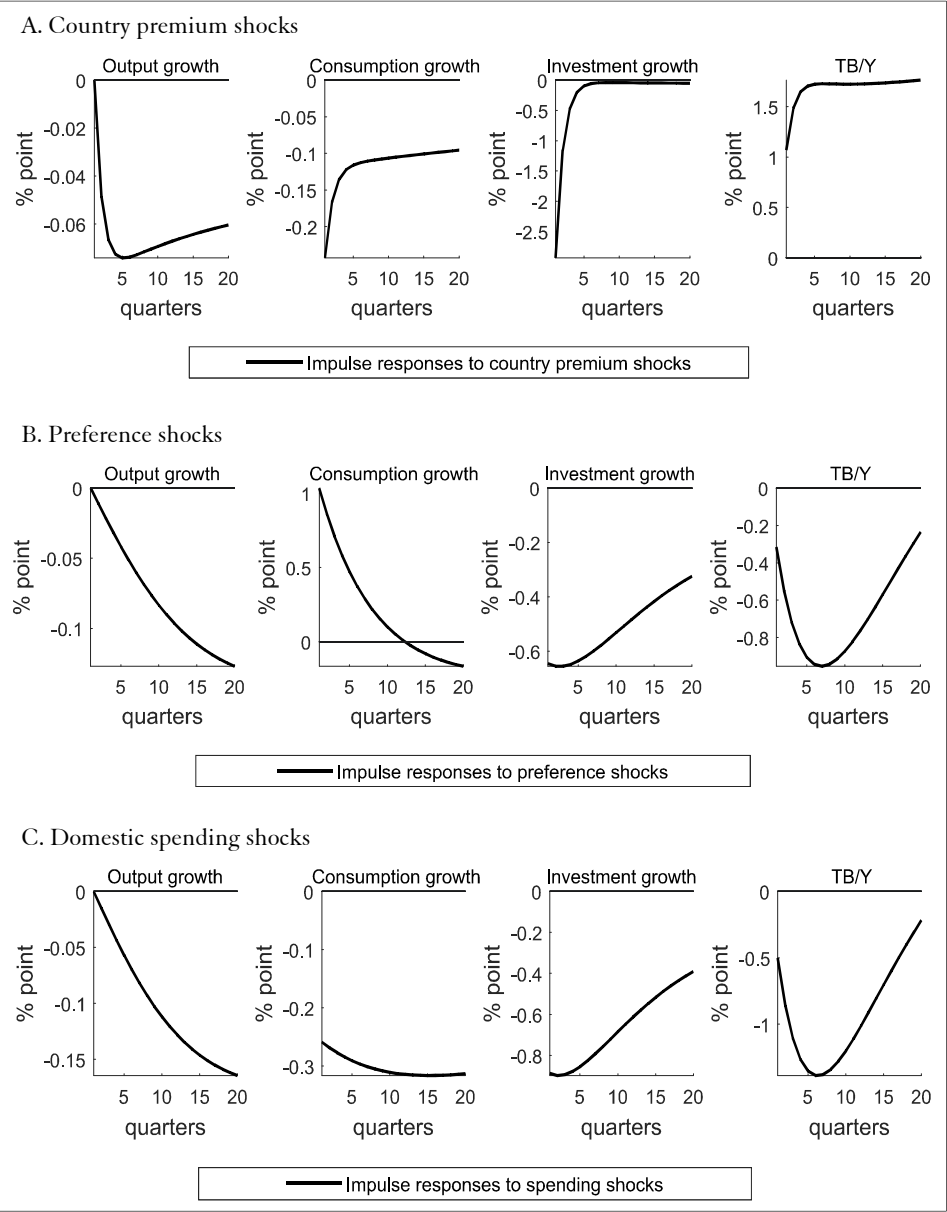 A. Country premium shocks
Output growth Consumption growth Investment growth TB/Y
% point % point % point % point
0 -0.02 -0.04 -0.06
0 -0.05 -0.1 -0.15 -0.2
0 -0.5 -1 -1.5 -2 -2.5
1.5 1 0.5 0
5 10 15 20 5 10 15 20 5 10 15 20 5 10 15 20
quarters quarters quarters quarters
Impulse responses to country premium shocks
B. Preference shocks
Output growth Consumption growth Investment growth TB/Y
% point % point % point % point
0 -0.05 -0.1
1 0.5 0
0 -0.2 -0.4 -0.6
0 -0.2 -0.4 -0.6 -0.8
5 10 15 20 5 10 15 20 5 10 15 20 5 10 15 20
quarters quarters quarters quarters
Impulse responses to preference shocks
C. Domestic spending shocks
Output growth Consumption growth Investment growth TB/Y
% point % point % point % point
0 -0.05 -0.1 -0.15
0 -0.1 -0.2 -0.3
0 -0.2 -0.4 -0.6 -0.8
0 -0.5 -1
5 10 15 20 5 10 15 20 5 10 15 20 5 10 15 20
quarters quarters quarters quarters
Impulse responses to spending shocks